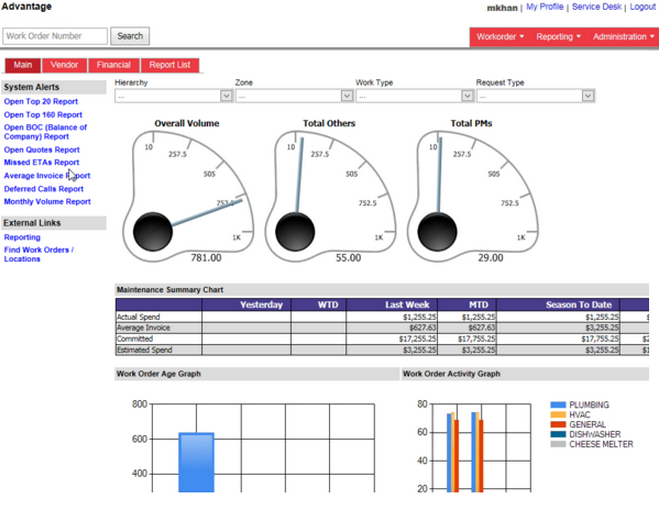 Advantage
mkhan | My Profile | Service Desk | Logout
Work Order Number
Search
Workorder
Reporting
Administration
Main
Vendor
Financial
Report List
System Alerts
Open Top 20 Report
Open Top 160 Report
Open BOC (Balance of
Company) Report
Open Quotes Report
Missed ETAs Report
Average Invoice Report
Deferred Calls Report
Monthly Volume Report
External Links
Reporting
Find Work Orders /
Locations
Hierarchy
Zone
Work Type
Request Type
...
...
...
...
Overall Volume
10
257.5
505
752.5
1K
781.00
Total Others
10
257.5
505
752.5
1K
55.00
Total PMs
10
257.5
505
752.5
1K
29.00
Maintenance Summary Chart
Yesterday WTD Last Week MTD Season To Date
Actual Spend $1,255.25 $1,255.25 $1,255.25
Average Invoice $627.63 $627.63 $3,255.25
Committed $17,255.25 $17,755.25 $17,755.25
Estimated Spend $3,255.25 $3,255.25 $3,255.25
Work Order Age Graph
800
600
400
Work Order Activity Graph
80
60
40
20
PLUMBING
HVAC
GENERAL
DISHWASHER
CHEESE MELTER